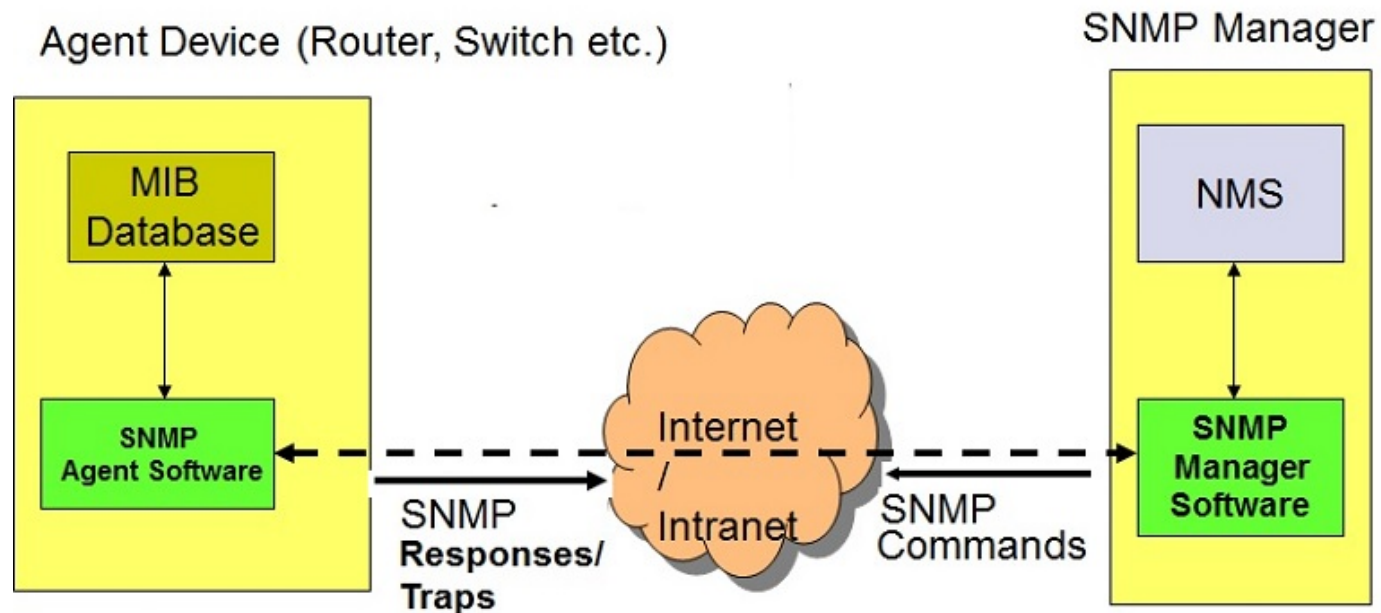 Agent Device (Router, Switch etc.)
SNMP Manager
MIB
Database
NMS
SNMP
Agent Software
Internet
/
Intranet
SNMP
Manager
Software
SNMP
Responses/
Traps
SNMP
Commands